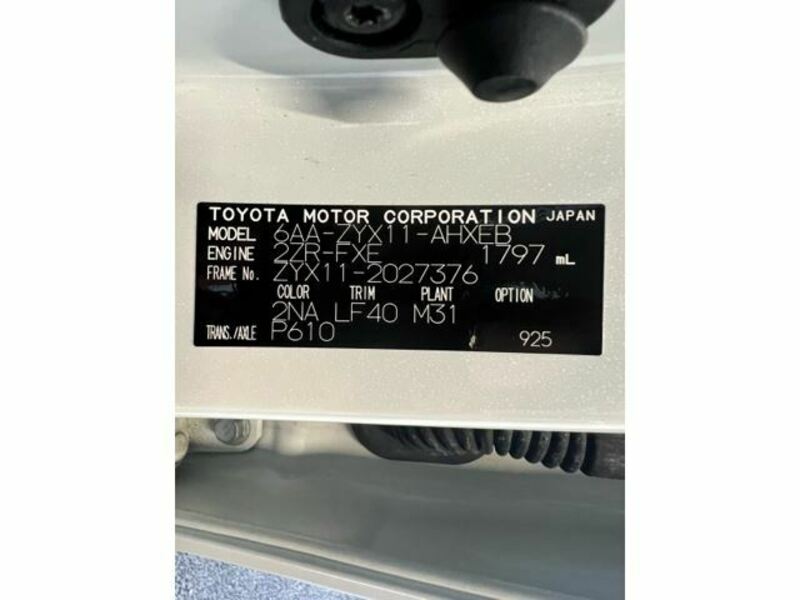 TOYOTA MOTOR CORPORATION JAPAN
MODEL 6AA-ZYX11-AHXEB
ENGINE 2ZR-FXE 1797 mL
FRAME No. ZYX11-2027376
COLOR TRIM PLANT OPTION
2NA LF40 M31
TRANS./AXLE P610 925